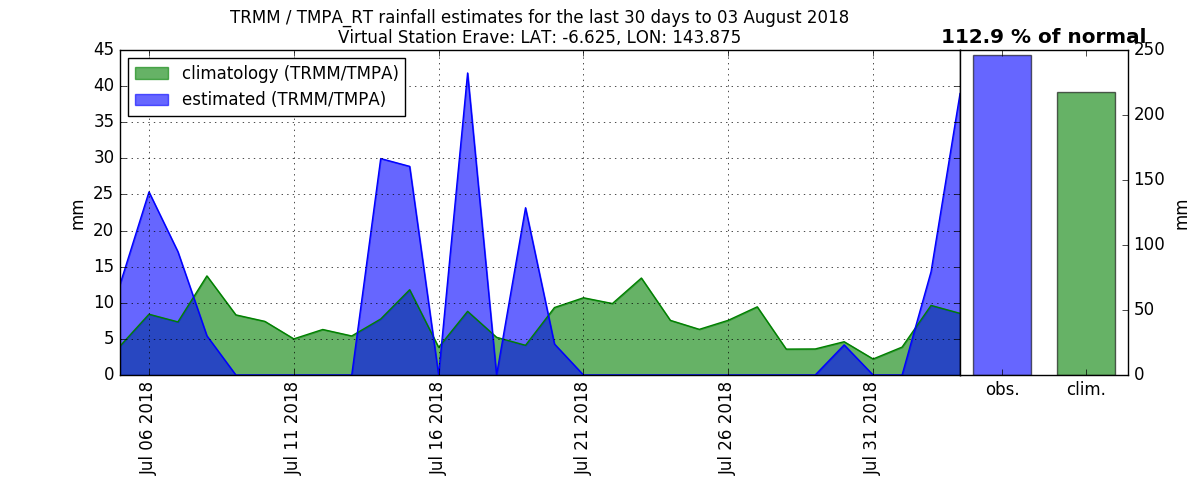 TRMM / TMPA_RT rainfall estimates for the last 30 days to 03 August 2018
Virtual Station Erave: LAT: -6.625, LON: 143.875
112.9 % of normal
climatology (TRMM/TMPA)
estimated (TRMM/TMPA)
45
40
35
30
25
20
15
10
5
0
mm
Jul 06 2018
Jul 11 2018
Jul 16 2018
Jul 21 2018
Jul 26 2018
Jul 31 2018
250
200
150
100
50
0
mm
obs.
clim.